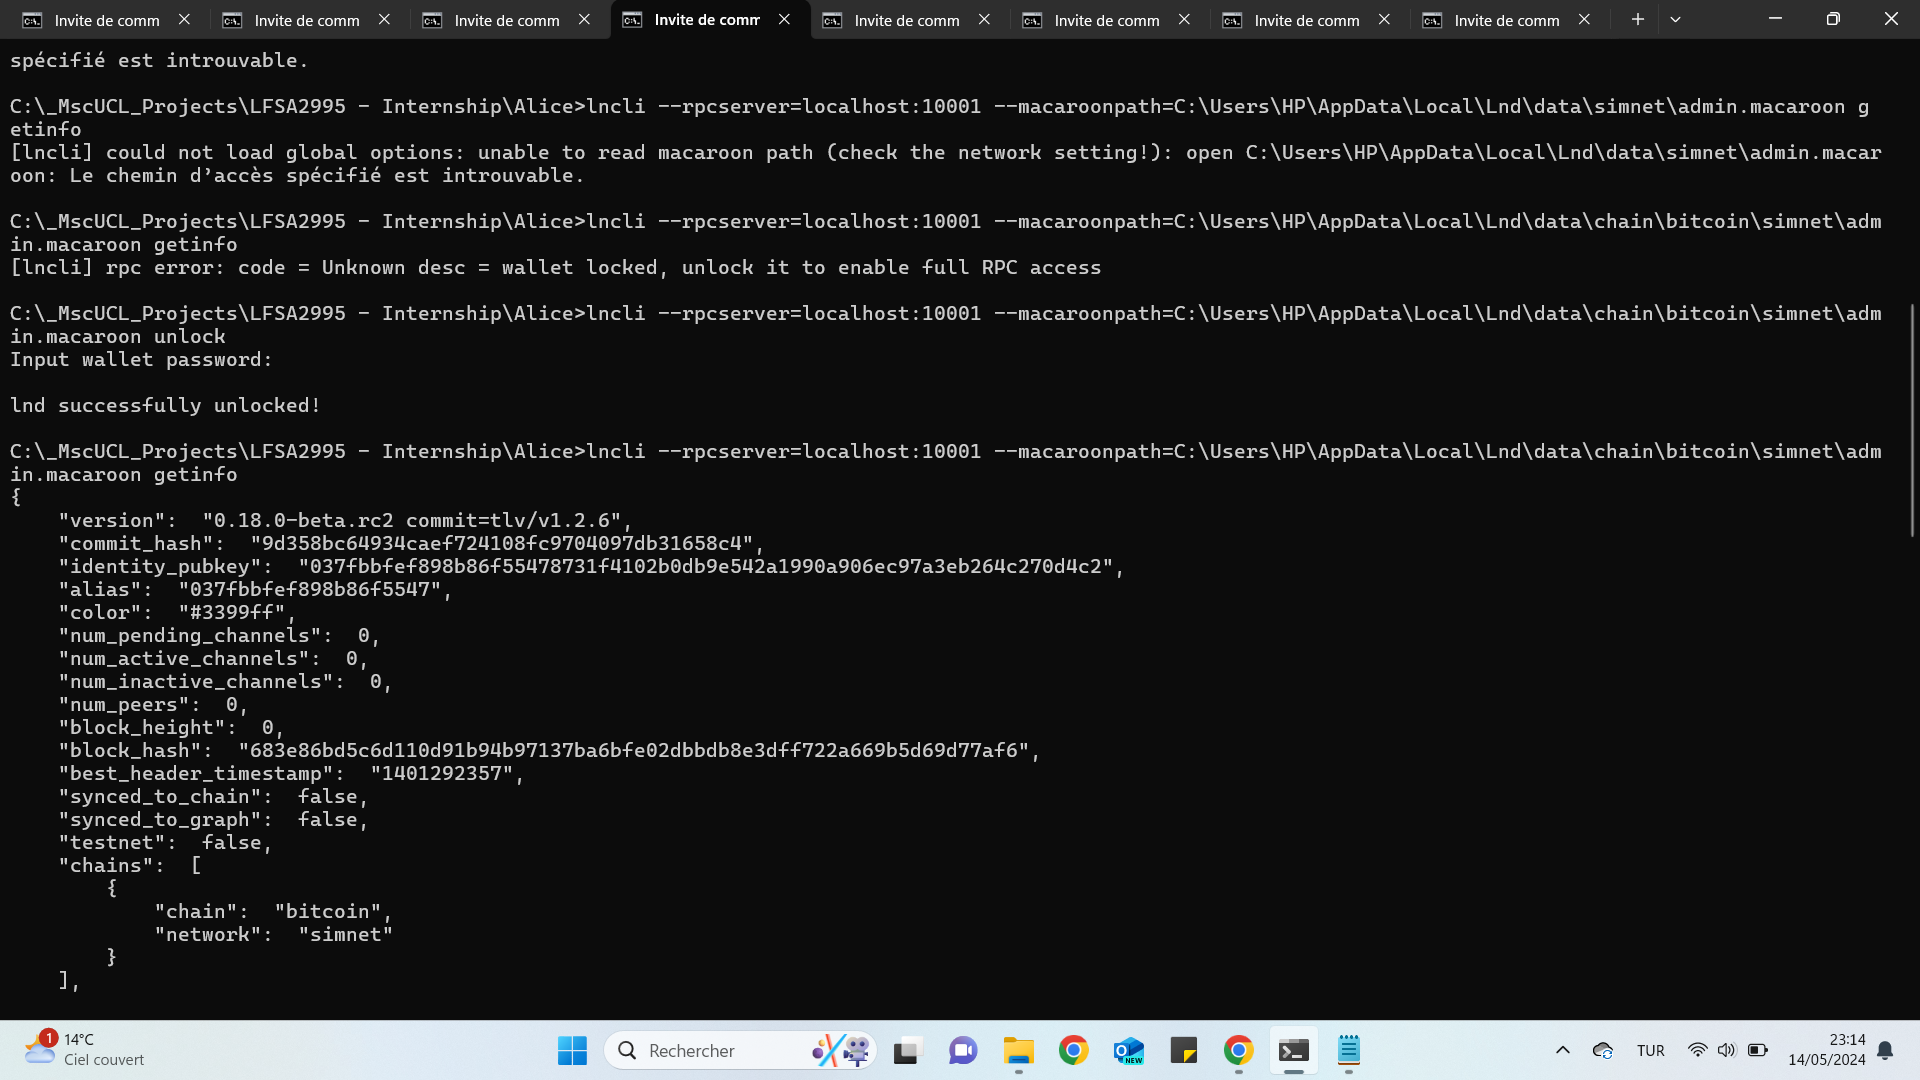 Invite de comm
Invite de comm
Invite de comm
Invite de comm
Invite de comm
Invite de comm
Invite de comm
Invite de comm
spécifié est introuvable.
C:\_MscUCL_Projects\LFSA2995 - Internship\Alice>lncli --rpcserver=localhost:10001 --macaroonpath=C:\Users\HP\AppData\Local\Lnd\data\simnet\admin.macaroon g
etinfo
[lncli] could not load global options: unable to read macaroon path (check the network setting!): open C:\Users\HP\AppData\Local\Lnd\data\simnet\admin.macar
oon: Le chemin d’accès spécifié est introuvable.
C:\_MscUCL_Projects\LFSA2995 - Internship\Alice>lncli --rpcserver=localhost:10001 --macaroonpath=C:\Users\HP\AppData\Local\Lnd\data\chain\bitcoin\simnet\adm
in.macaroon getinfo
[lncli] rpc error: code = Unknown desc = wallet locked, unlock it to enable full RPC access
C:\_MscUCL_Projects\LFSA2995 - Internship\Alice>lncli --rpcserver=localhost:10001 --macaroonpath=C:\Users\HP\AppData\Local\Lnd\data\chain\bitcoin\simnet\adm
in.macaroon unlock
Input wallet password:
lnd successfully unlocked!
C:\_MscUCL_Projects\LFSA2995 - Internship\Alice>lncli --rpcserver=localhost:10001 --macaroonpath=C:\Users\HP\AppData\Local\Lnd\data\chain\bitcoin\simnet\adm
in.macaroon getinfo
{
"version":  "0.18.0-beta.rc2 commit=tlv/v1.2.6",
"commit_hash":  "9d358bc64934caef724108fc9704097db31658c4",
"identity_pubkey":  "037fbbfef898b86f55478731f4102b0db9e542a1990a906ec97a3eb264c270d4c2",
"alias":  "037fbbfef898b86f5547",
"color":  "#3399ff",
"num_pending_channels":  0,
"num_active_channels":  0,
"num_inactive_channels":  0,
"num_peers":  0,
"block_height":  0,
"block_hash":  "683e86bd5c6d110d91b94b97137ba6bfe02dbbdb8e3dff722a669b5d69d77af6",
"best_header_timestamp":  "1401292357",
"synced_to_chain":  false,
"synced_to_graph":  false,
"testnet":  false,
"chains":  [
{
"chain":  "bitcoin",
"network":  "simnet"
}
],
1
14°C
Ciel couvert
Rechercher
NEW
TUR
23:14
14/05/2024